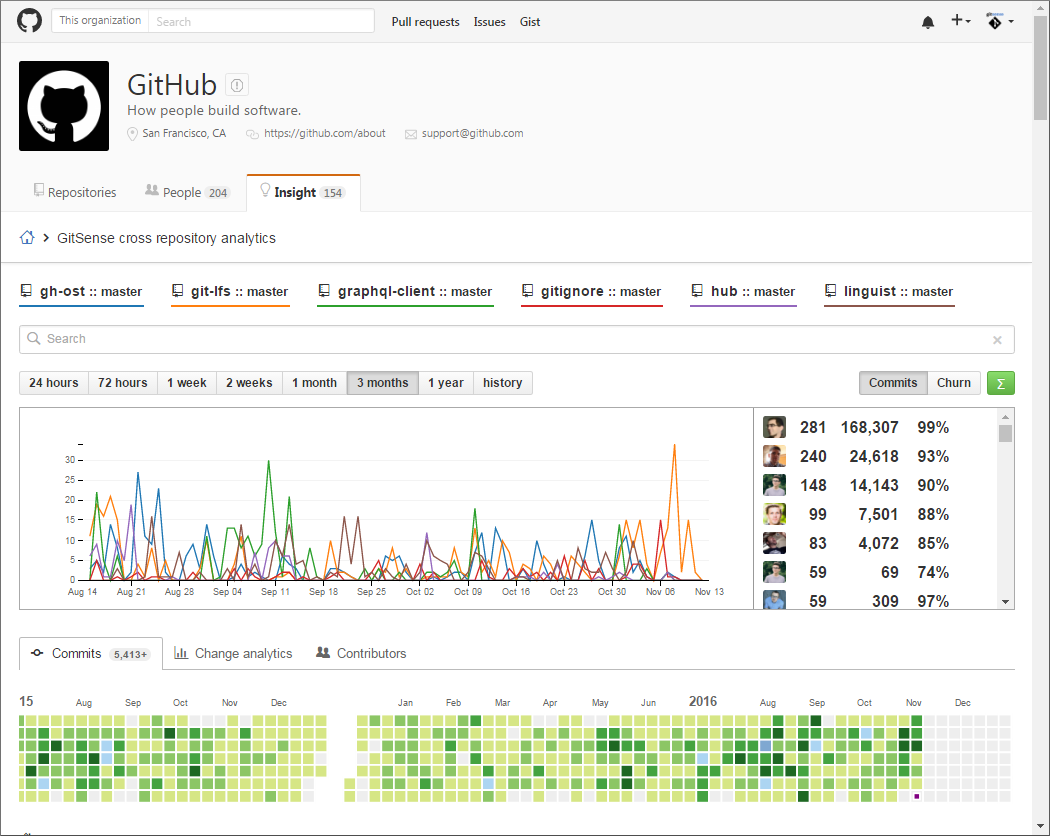 This organization Search Pull requests Issues Gist
GitHub
How people build software.
San Francisco, CA https://github.com/about support@github.com
Repositories People 204 Insight 154
GitSense cross repository analytics
gh-ost :: master git-lfs :: master graphql-client :: master gitignore :: master hub :: master linguist :: master
Search
24 hours 72 hours 1 week 2 weeks 1 month 3 months 1 year history Commits Churn Σ
30
25
20
15
10
5
0
Aug 14 Aug 21 Aug 28 Sep 04 Sep 11 Sep 18 Sep 25 Oct 02 Oct 09 Oct 16 Oct 23 Oct 30 Nov 06 Nov 13
281 168,307 99%
240 24,618 93%
148 14,143 90%
99 7,501 88%
83 4,072 85%
59 69 74%
59 309 97%
Commits 5,413+ Change analytics Contributors
15 Aug Sep Oct Nov Dec Jan Feb Mar Apr May Jun 2016 Aug Sep Oct Nov Dec